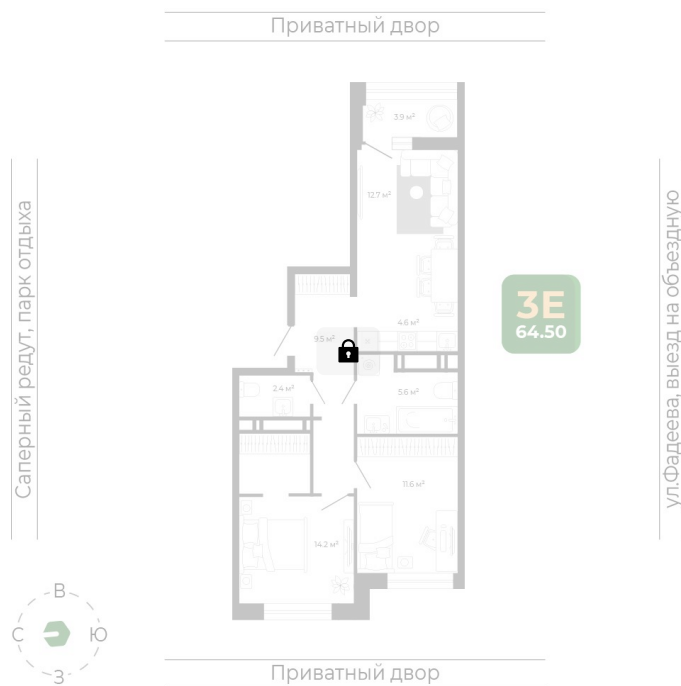 Приватный двор
3.9 м²
12.7 м²
Саперный редут, парк отдыха
ул.Фадеева, выезд на объездную
3Е
64.50
4.6 м²
9.5 м²
2.4 м²
5.6 м²
11.6 м²
14.2 м²
В
С
Ю
З
Приватный двор